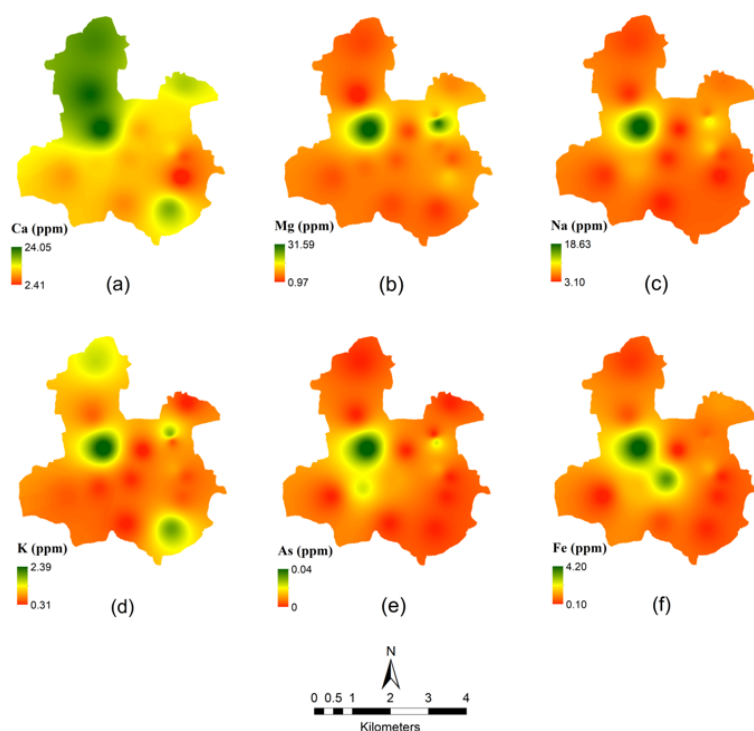 Ca (ppm)
24.05
2.41
(a)
Mg (ppm)
31.59
0.97
(b)
Na (ppm)
18.63
3.10
(c)
K (ppm)
2.39
0.31
(d)
As (ppm)
0.04
0
(e)
Fe (ppm)
4.20
0.10
(f)
N
0 0.5 1 2 3 4
Kilometers